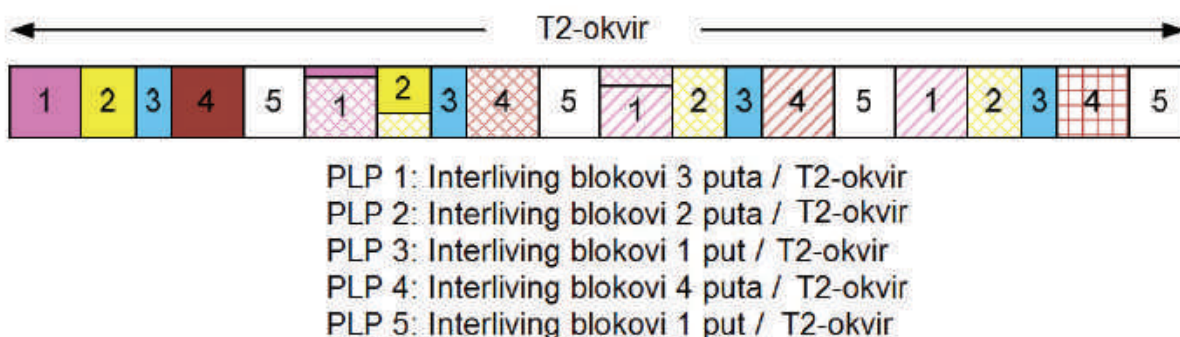 T2-okvir
1 2 3 4 5 1 2 3 4 5 1 2 3 4 5 1 2 3 4 5
PLP 1: Interliving blokovi 3 puta / T2-okvir
PLP 2: Interliving blokovi 2 puta / T2-okvir
PLP 3: Interliving blokovi 1 put / T2-okvir
PLP 4: Interliving blokovi 4 puta / T2-okvir
PLP 5: Interliving blokovi 1 put / T2-okvir